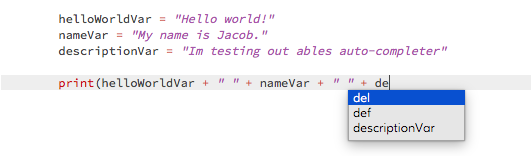 helloWorldVar = "Hello world!"
nameVar = "My name is Jacob."
descriptionVar = "Im testing out ables auto-completer"
print(helloWorldVar + " " + nameVar + " " + de
del
def
descriptionVar